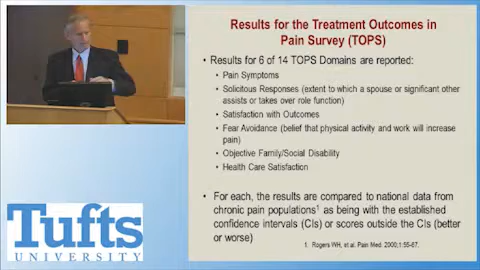 Results for the Treatment Outcomes in
Pain Survey (TOPS)
• Results for 6 of 14 TOPS Domains are reported:
• Pain Symptoms
• Solicitous Responses (extent to which a spouse or significant other
assists or takes over role function)
• Satisfaction with Outcomes
• Fear Avoidance (belief that physical activity and work will increase
pain)
• Objective Family/Social Disability
• Health Care Satisfaction
• For each, the results are compared to national data from
chronic pain populations1 as being with the established
confidence intervals (CIs) or scores outside the CIs (better
or worse)
1. Rogers WH, et al. Pain Med. 2000;1:55-67.
Tufts
UNIVERSITY